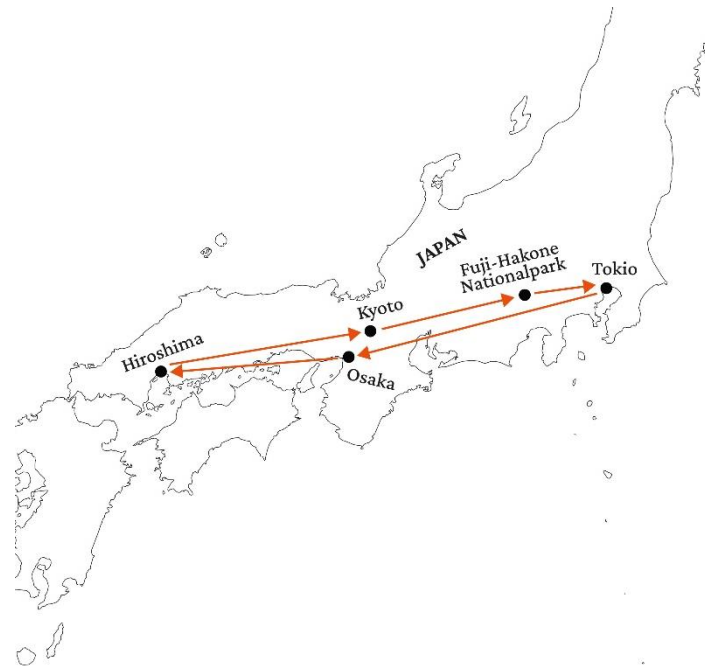 JAPAN
Fuji-Hakone
Nationalpark
Tokio
Kyoto
Hiroshima
Osaka